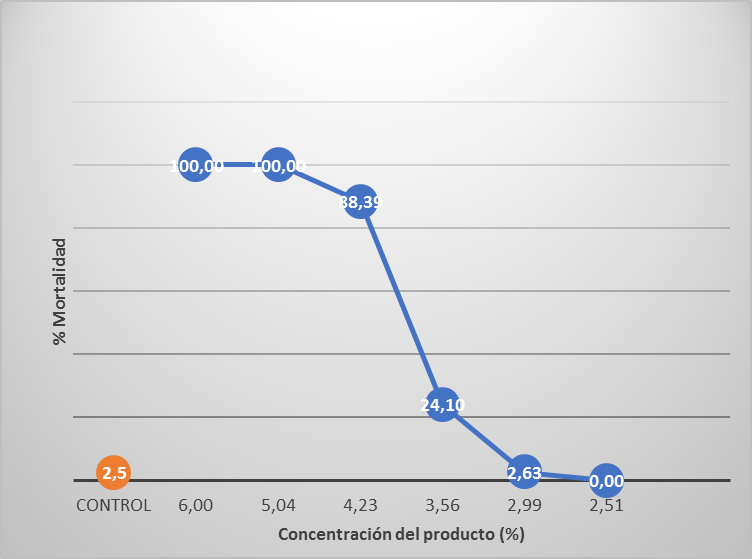 100,00 100,00
88,39
% Mortalidad
24,10
2,5 2,63 0,00
CONTROL 6,00 5,04 4,23 3,56 2,99 2,51
Concentración del producto (%)